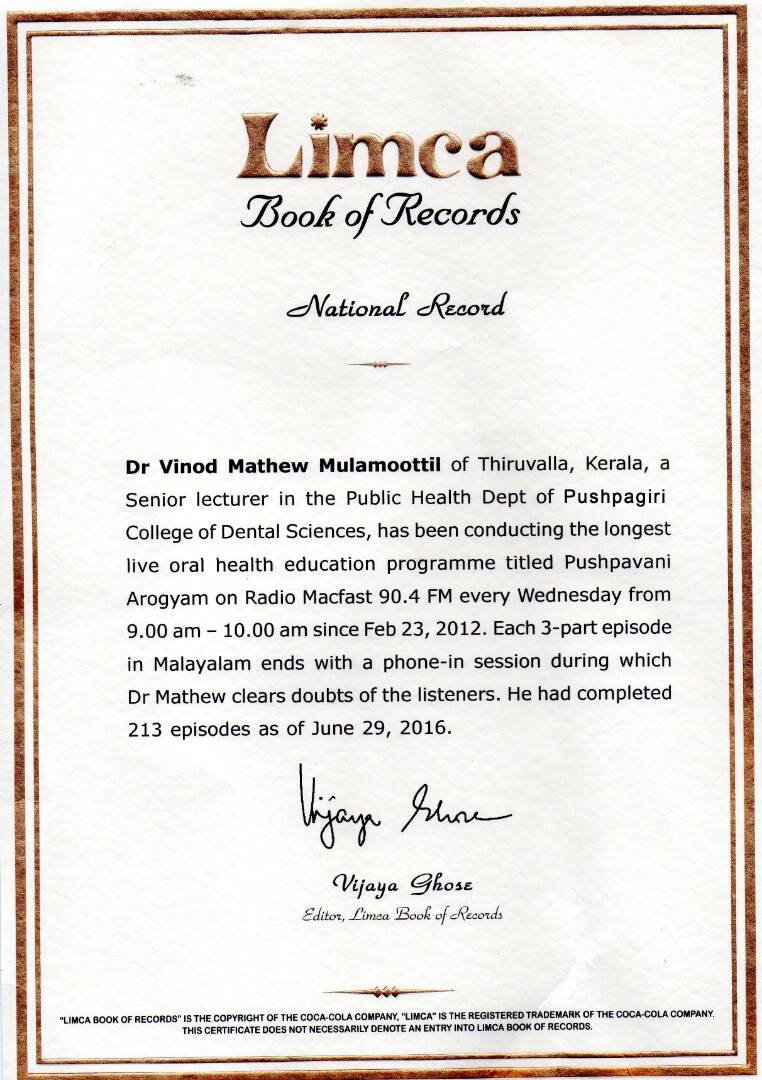 Limca
Book of Records
National Record
Dr Vinod Mathew Mulamoottil of Thiruvalla, Kerala, a
Senior lecturer in the Public Health Dept of Pushpagiri
College of Dental Sciences, has been conducting the longest
live oral health education programme titled Pushpavani
Arogyam on Radio Macfast 90.4 FM every Wednesday from
9.00 am – 10.00 am since Feb 23, 2012. Each 3-part episode
in Malayalam ends with a phone-in session during which
Dr Mathew clears doubts of the listeners. He had completed
213 episodes as of June 29, 2016.
Vijaya Ghose
Vijaya Ghose
Editor, Limca Book of Records
"LIMCA BOOK OF RECORDS" IS THE COPYRIGHT OF THE COCA-COLA COMPANY, "LIMCA" IS THE REGISTERED TRADEMARK OF THE COCA-COLA COMPANY.
THIS CERTIFICATE DOES NOT NECESSARILY DENOTE AN ENTRY INTO LIMCA BOOK OF RECORDS.